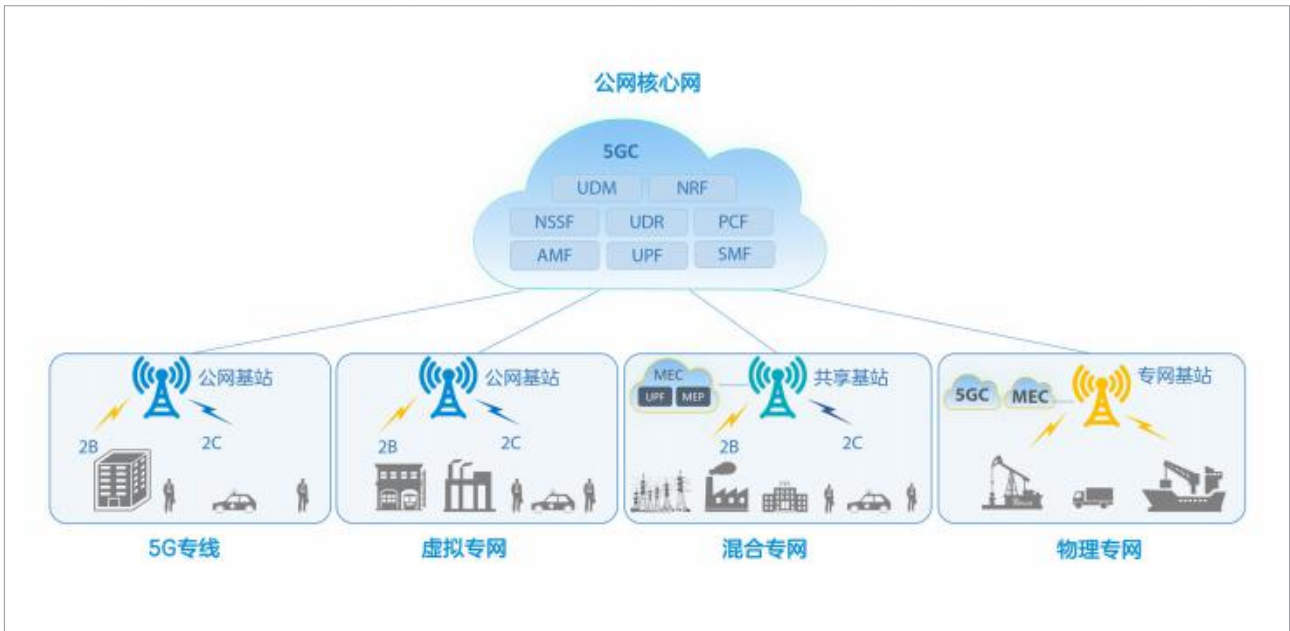 公网核心网
5GC
UDM NRF
NSSF UDR PCF
AMF UPF SMF
公网基站
2B
2C
5G专线
公网基站
2B
2C
虚拟专网
MEC
UPF MEP
共享基站
2B
2C
混合专网
5GC
MEC
专网基站
物理专网